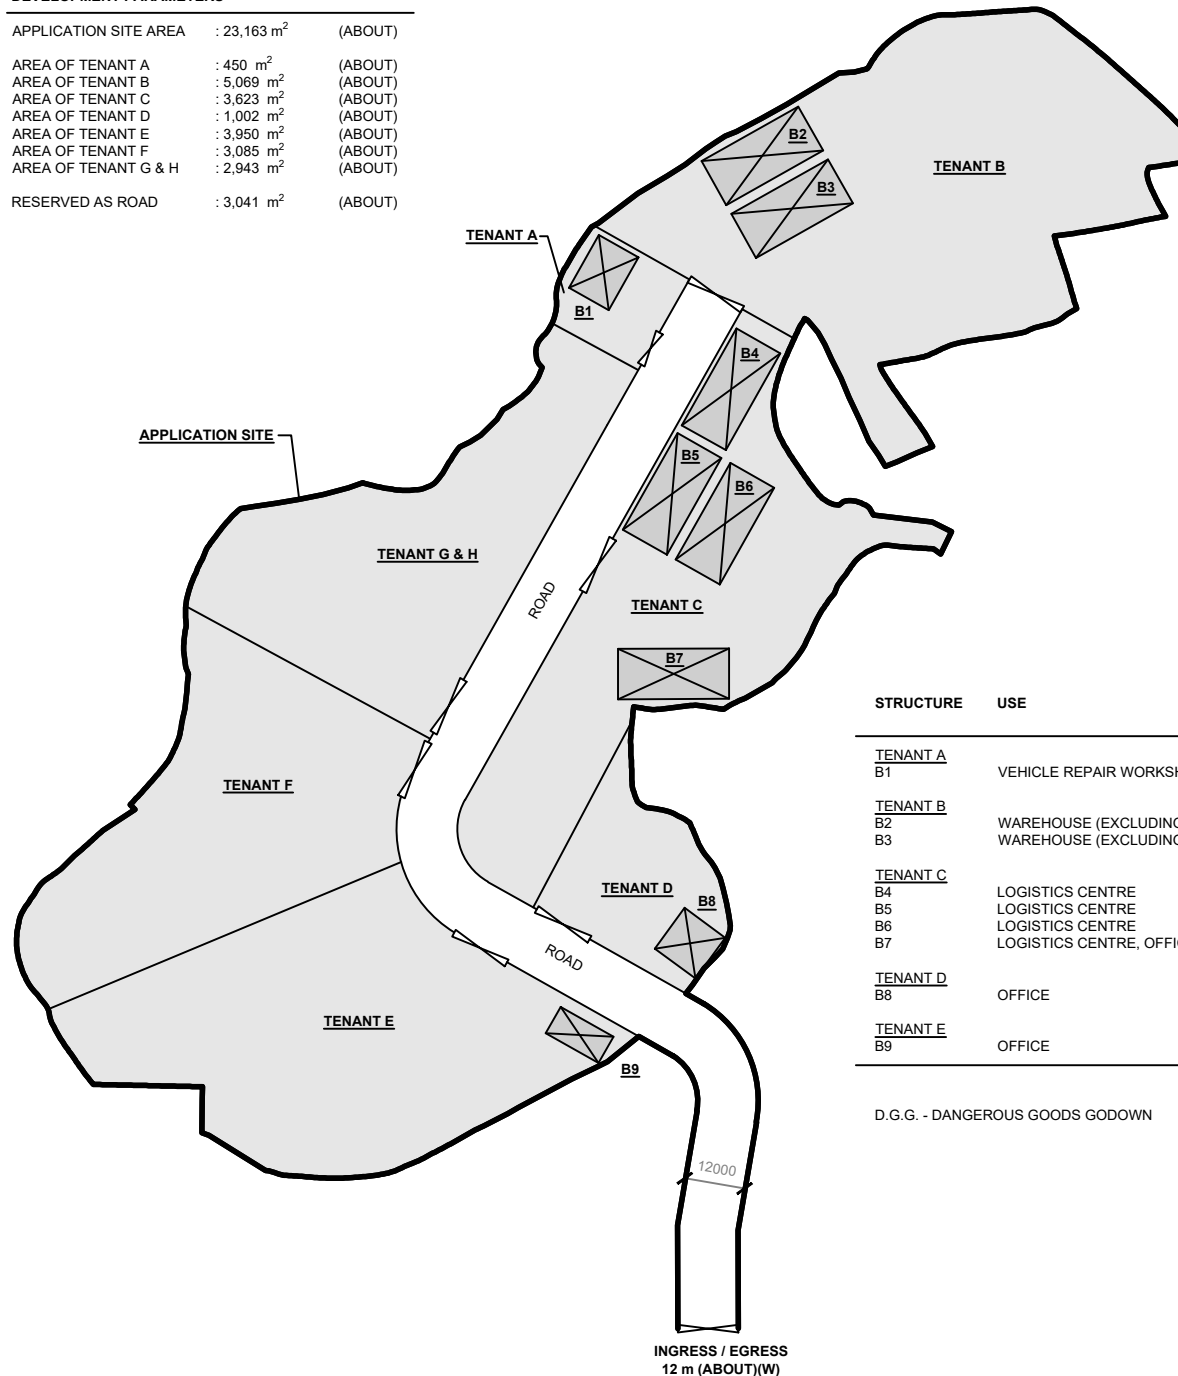 APPLICATION SITE AREA : 23,163 m² (ABOUT)
AREA OF TENANT A : 450 m² (ABOUT)
AREA OF TENANT B : 5,069 m² (ABOUT)
AREA OF TENANT C : 3,623 m² (ABOUT)
AREA OF TENANT D : 1,002 m² (ABOUT)
AREA OF TENANT E : 3,950 m² (ABOUT)
AREA OF TENANT F : 3,085 m² (ABOUT)
AREA OF TENANT G & H : 2,943 m² (ABOUT)
RESERVED AS ROAD : 3,041 m² (ABOUT)
B2
TENANT B
B3
TENANT A
B1
B4
APPLICATION SITE
B5
B6
TENANT G & H
ROAD
TENANT C
B7
TENANT F
TENANT D
B8
ROAD
TENANT E
B9
12000
INGRESS / EGRESS
12 m (ABOUT)(W)
STRUCTURE USE
TENANT A
B1 VEHICLE REPAIR
TENANT B
B2 WAREHOUSE
B3 WAREHOUSE
TENANT C
B4 LOGISTICS CENTRE
B5 LOGISTICS CENTRE
B6 LOGISTICS CENTRE
B7 LOGISTICS CENTRE,
TENANT D
B8 OFFICE
TENANT E
B9 OFFICE
D.G.G. - DANGEROUS GOODS GODOWN